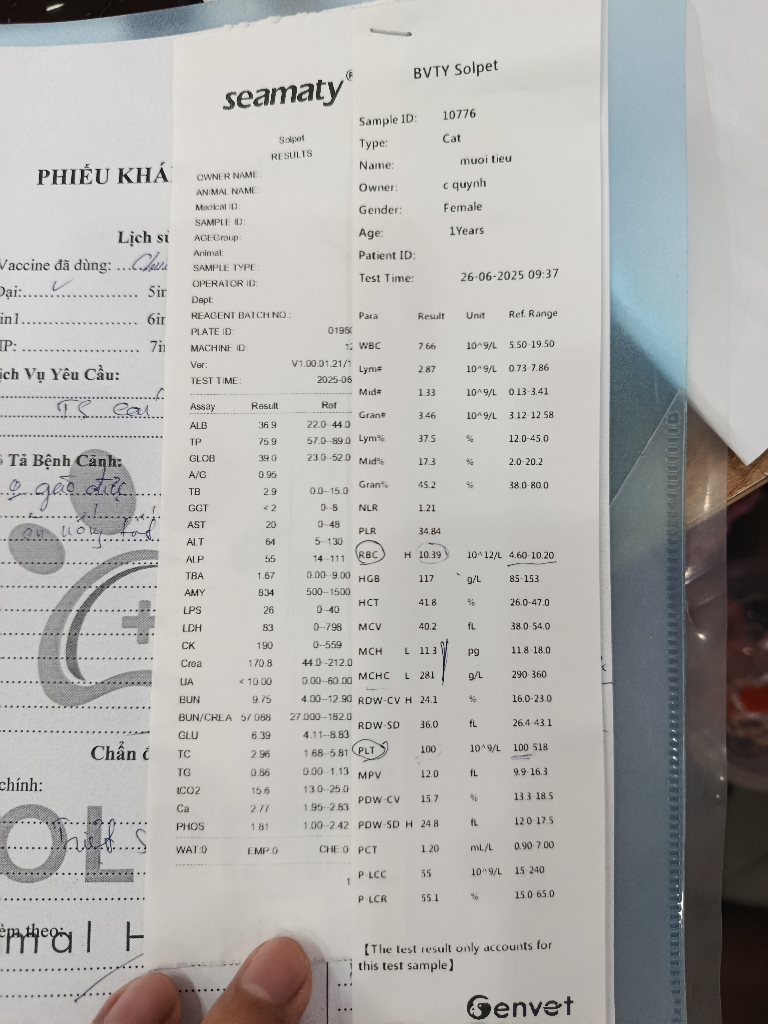 PHIẾU KHÁ
Lịch s
Vaccine đã dùng:
Dại: 5in
in1 6in
IP: 7in
ịch Vụ Yêu Cầu:
TS
Tả Bệnh Cảnh:
Chẩn đ
chính:
OL
èm theo:
mal H
seamaty®
Solpet
RESULTS
OWNER NAME:
ANIMAL NAME:
Medical ID:
SAMPLE ID:
AGEGroup:
Animal:
SAMPLE TYPE:
OPERATOR ID:
Dept:
REAGENT BATCH NO.:
PLATE ID: 0198
MACHINE ID: 12
Ver: V1.00.01.21/1
TEST TIME: 2025-06
Assay Result Ref
ALB 36.9 22.0--44.0
TP 75.9 57.0--89.0
GLOB 39.0 23.0--52.0
A/G 0.95
TB 2.9 0.0--15.0
GGT <2 0--8
AST 20 0--48
ALT 64 5--130
ALP 55 14--111
TBA 1.67 0.00--9.00
AMY 834 500--1500
LPS 26 0--40
LDH 83 0--798
CK 190 0--559
Crea 170.8 44.0--212.0
UA <10.00 0.00--60.00
BUN 9.75 4.00--12.90
BUN/CREA 57.088 27.000--182.0
GLU 6.39 4.11--8.83
TC 2.96 1.68--5.81
TG 0.86 0.00--1.13
tCO2 15.6 13.0--25.0
Ca 2.77 1.95--2.83
PHOS 1.81 1.00--2.42
WAT:0 EMP:0 CHE:0
1
BVTY Solpet
Sample ID: 10776
Type: Cat
Name: muoi tieu
Owner: c quynh
Gender: Female
Age: 1Years
Patient ID:
Test Time: 26-06-2025 09:37
Para Result Unit Ref. Range
WBC 7.66 10^9/L 5.50-19.50
Lym# 2.87 10^9/L 0.73-7.86
Mid# 1.33 10^9/L 0.13-3.41
Gran# 3.46 10^9/L 3.12-12.58
Lym% 37.5 % 12.0-45.0
Mid% 17.3 % 2.0-20.2
Gran% 45.2 % 38.0-80.0
NLR 1.21
PLR 34.84
RBC H 10.39 10^12/L 4.60-10.20
HGB 117 g/L 85-153
HCT 41.8 % 26.0-47.0
MCV 40.2 fL 38.0-54.0
MCH L 11.3 pg 11.8-18.0
MCHC L 281 g/L 290-360
RDW-CV H 24.1 % 16.0-23.0
RDW-SD 36.0 fL 26.4-43.1
PLT 100 10^9/L 100-518
MPV 12.0 fL 9.9-16.3
PDW-CV 15.7 % 13.3-18.5
PDW-SD H 24.8 fL 12.0-17.5
PCT 1.20 mL/L 0.90-7.00
P-LCC 55 10^9/L 15-240
P-LCR 55.1 % 15.0-65.0
【The test result only accounts for
this test sample】
Genvet